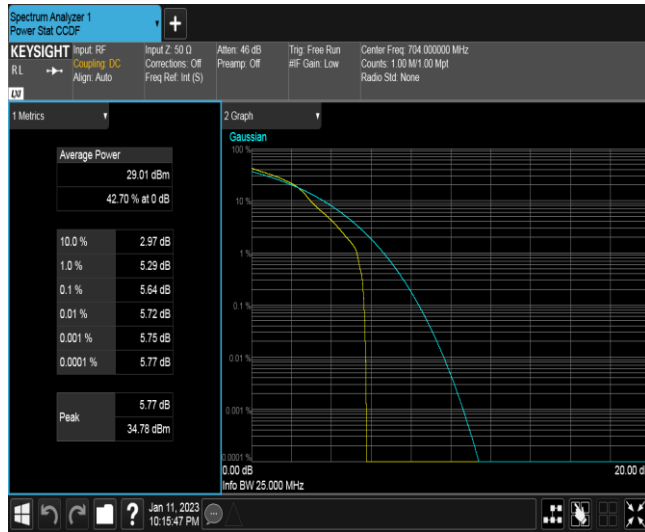 Spectrum Analyzer 1
Power Stat CCDF
+
KEYSIGHT
Input: RF
Coupling: DC
Align: Auto
Input Z: 50 Ω
Corrections: Off
Freq Ref: Int (S)
Atten: 46 dB
Preamp: Off
Trig: Free Run
#IF Gain: Low
Center Freq: 704.000000 MHz
Counts: 1.00 M/1.00 Mpt
Radio Std: None
R L
LXI
1 Metrics
Average Power
29.01 dBm
42.70 % at 0 dB
10.0 % 2.97 dB
1.0 % 5.29 dB
0.1 % 5.64 dB
0.01 % 5.72 dB
0.001 % 5.75 dB
0.0001 % 5.77 dB
Peak
5.77 dB
34.78 dBm
2 Graph
Gaussian
100 %
10 %
1 %
0.1 %
0.01 %
0.001 %
0.0001 %
0.00 dB
20.00 d
Info BW 25.000 MHz
?
Jan 11, 2023
10:15:47 PM